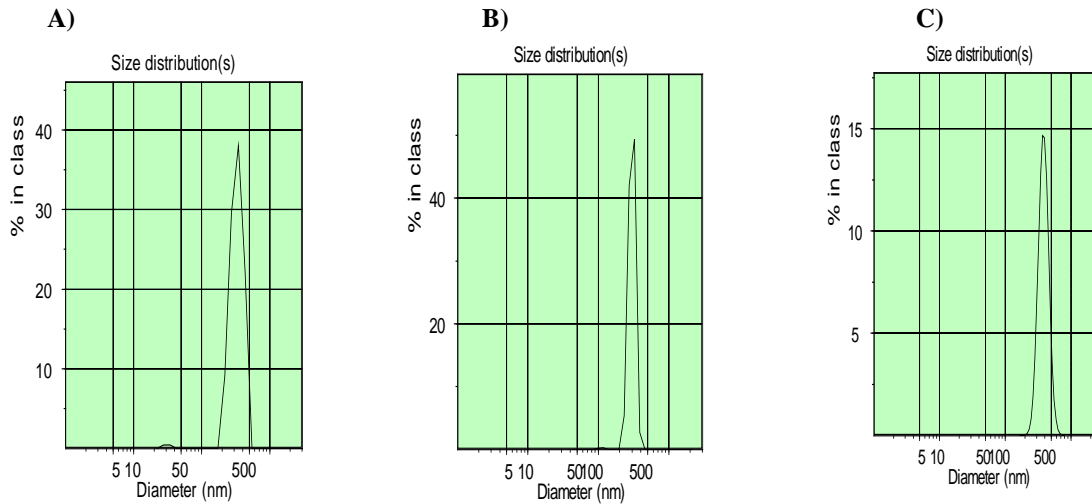 A)
Size distribution(s)
% in class
40
30
20
10
5 10 50 500
Diameter (nm)
B)
Size distribution(s)
% in class
40
20
5 10 50100 500
Diameter (nm)
C)
Size distribution(s)
% in class
15
10
5
5 10 50100 500
Diameter (nm)